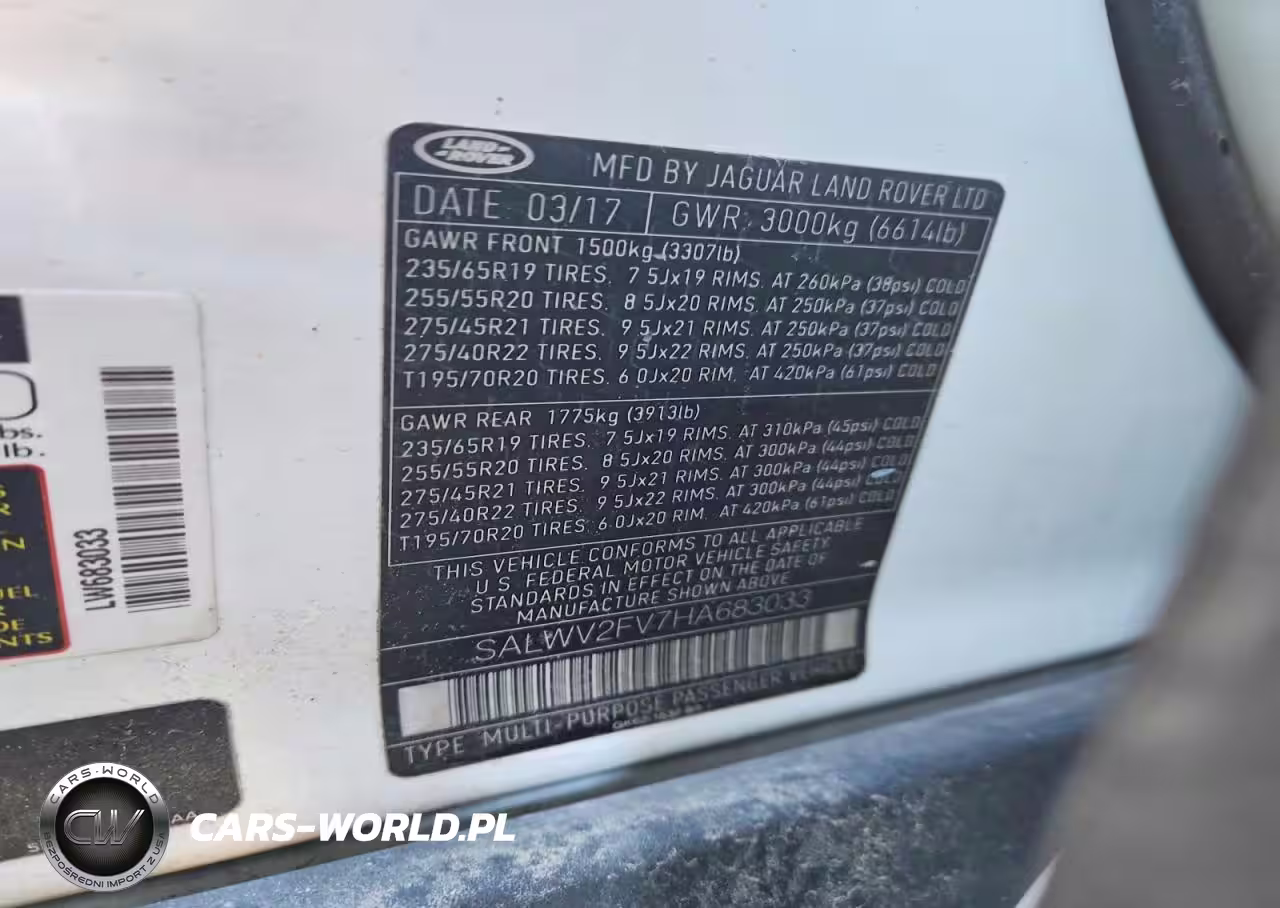 LAND ROVER
MFD BY JAGUAR LAND ROVER LTD
DATE 03/17 GWR: 3000kg (6614lb)
GAWR FRONT 1500kg (3307lb)
235/65R19 TIRES. 7 5Jx19 RIMS. AT 260kPa (38psi) COLD
255/55R20 TIRES. 8 5Jx20 RIMS. AT 250kPa (37psi) COLD
275/45R21 TIRES. 9 5Jx21 RIMS. AT 250kPa (37psi) COLD
275/40R22 TIRES. 9 5Jx22 RIMS. AT 250kPa (37psi) COLD
T195/70R20 TIRES. 6 0Jx20 RIM. AT 420kPa (61psi) COLD
GAWR REAR 1775kg (3913lb)
235/65R19 TIRES. 7 5Jx19 RIMS. AT 310kPa (45psi) COLD
255/55R20 TIRES. 8 5Jx20 RIMS. AT 300kPa (44psi) COLD
275/45R21 TIRES. 9 5Jx21 RIMS. AT 300kPa (44psi) COLD
275/40R22 TIRES. 9 5Jx22 RIMS. AT 300kPa (44psi)
T195/70R20 TIRES. 6 0Jx20 RIM. AT 420kPa (61psi) COLD
THIS VEHICLE CONFORMS TO ALL APPLICABLE
U S FEDERAL MOTOR VEHICLE SAFETY
STANDARDS IN EFFECT ON THE DATE OF
MANUFACTURE SHOWN ABOVE
SALWV2FV7HA683033
TYPE MULTI-PURPOSE PASSENGER VEHICLE
lb.
LW683033
CARS-WORLD
CW
BEZPOŚREDNI IMPORT Z USA
CARS-WORLD.PL